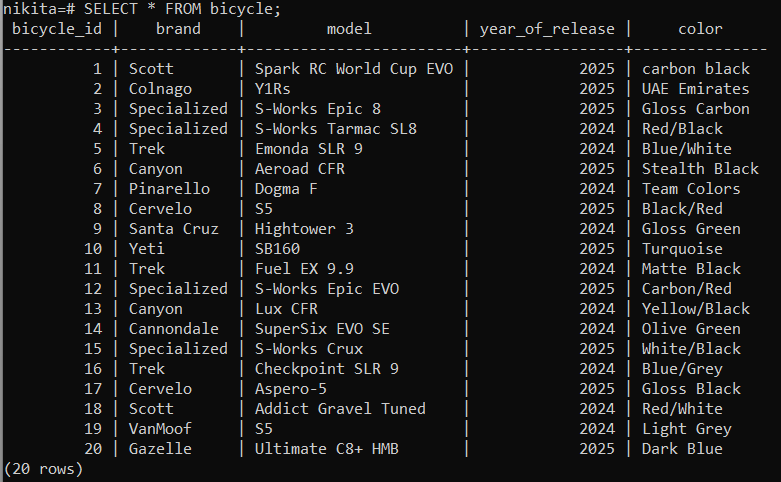 nikita=# SELECT * FROM bicycle;
 bicycle_id |    brand    |           model           | year_of_release |     color
------------+-------------+---------------------------+-----------------+---------------
          1 | Scott       | Spark RC World Cup EVO    |            2025 | carbon black
          2 | Colnago     | Y1Rs                      |            2025 | UAE Emirates
          3 | Specialized | S-Works Epic 8            |            2025 | Gloss Carbon
          4 | Specialized | S-Works Tarmac SL8        |            2024 | Red/Black
          5 | Trek        | Emonda SLR 9              |            2024 | Blue/White
          6 | Canyon      | Aeroad CFR                |            2025 | Stealth Black
          7 | Pinarello   | Dogma F                   |            2024 | Team Colors
          8 | Cervelo     | S5                        |            2025 | Black/Red
          9 | Santa Cruz  | Hightower 3               |            2024 | Gloss Green
         10 | Yeti        | SB160                     |            2025 | Turquoise
         11 | Trek        | Fuel EX 9.9               |            2024 | Matte Black
         12 | Specialized | S-Works Epic EVO          |            2025 | Carbon/Red
         13 | Canyon      | Lux CFR                   |            2024 | Yellow/Black
         14 | Cannondale  | SuperSix EVO SE           |            2024 | Olive Green
         15 | Specialized | S-Works Crux              |            2025 | White/Black
         16 | Trek        | Checkpoint SLR 9          |            2024 | Blue/Grey
         17 | Cervelo     | Aspero-5                  |            2025 | Gloss Black
         18 | Scott       | Addict Gravel Tuned       |            2024 | Red/White
         19 | VanMoof     | S5                        |            2024 | Light Grey
         20 | Gazelle     | Ultimate C8+ HMB          |            2025 | Dark Blue
(20 rows)